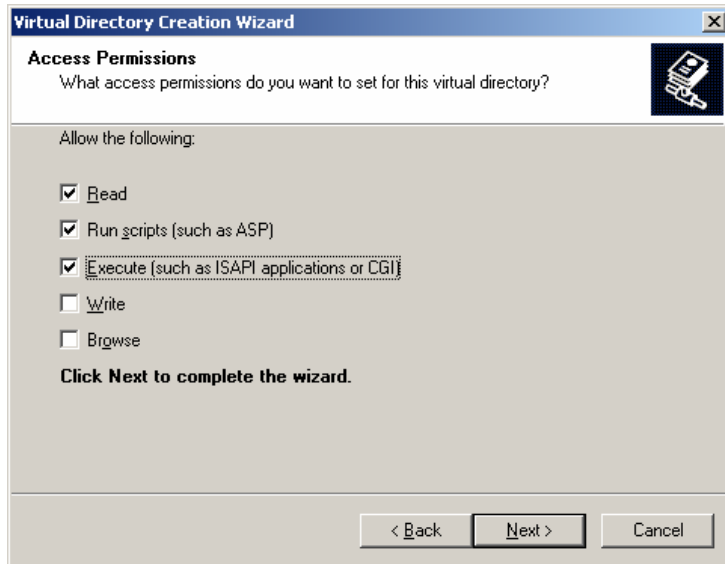 Virtual Directory Creation Wizard
Access Permissions
What access permissions do you want to set for this virtual directory?
Allow the following:
Read
Run scripts (such as ASP)
Execute (such as ISAPI applications or CGI)
Write
Browse
Click Next to complete the wizard.
< Back Next > Cancel